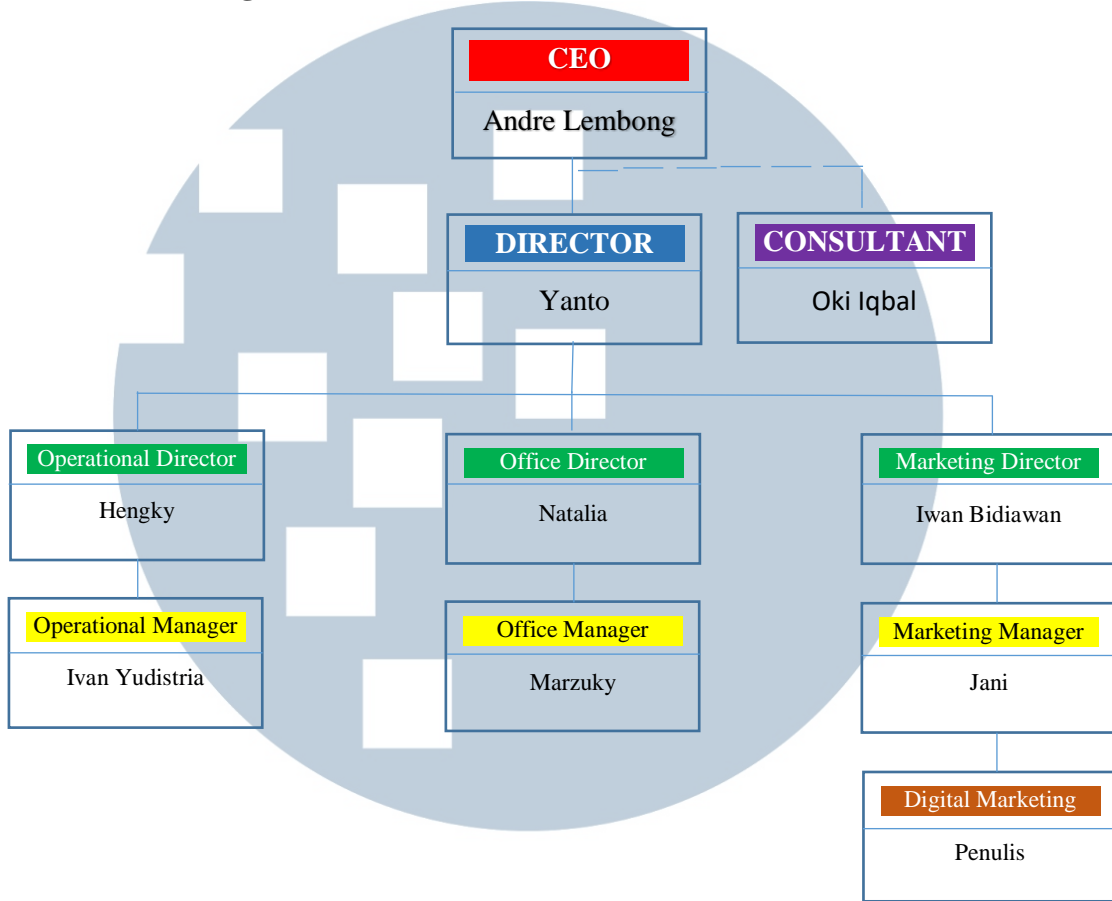 CEO
Andre Lembong
DIRECTOR
Yanto
CONSULTANT
Oki Iqbal
Operational Director
Hengky
Office Director
Natalia
Marketing Director
Iwan Bidiawan
Operational Manager
Ivan Yudistria
Office Manager
Marzuky
Marketing Manager
Jani
Digital Marketing
Penulis